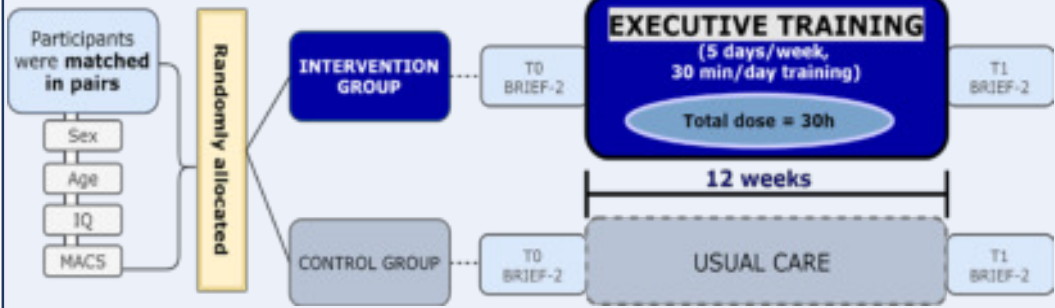 Participants
were matched
in pairs
Sex
Age
IQ
MACS
Randomly allocated
INTERVENTION
GROUP
T0
BRIEF-2
EXECUTIVE TRAINING
(5 days/week,
30 min/day training)
Total dose = 30h
T1
BRIEF-2
12 weeks
CONTROL GROUP
T0
BRIEF-2
USUAL CARE
T1
BRIEF-2